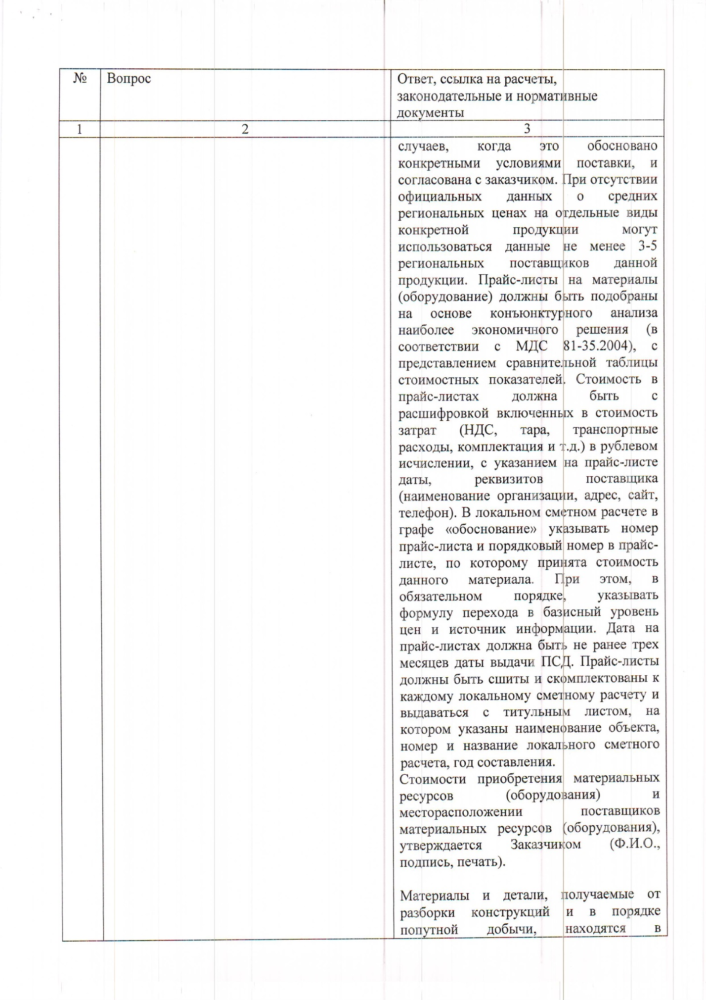 №
Вопрос
Ответ, ссылка на расчеты,
законодательные и нормативные
документы
1
2
3
случаев, когда это обосновано
конкретными условиями поставки, и
согласована с заказчиком. При отсутствии
официальных данных о средних
региональных ценах на отдельные виды
конкретной продукции могут
использоваться данные не менее 3-5
региональных поставщиков данной
продукции. Прайс-листы на материалы
(оборудование) должны быть подобраны
на основе конъюнктурного анализа
наиболее экономичного решения (в
соответствии с МДС 81-35.2004), с
представлением сравнительной таблицы
стоимостных показателей. Стоимость в
прайс-листах должна быть с
расшифровкой включенных в стоимость
затрат (НДС, тара, транспортные
расходы, комплектация и т.д.) в рублевом
исчислении, с указанием на прайс-листе
даты, реквизитов поставщика
(наименование организации, адрес, сайт,
телефон). В локальном сметном расчете в
графе «обоснование» указывать номер
прайс-листа и порядковый номер в прайс-
листе, по которому принята стоимость
данного материала. При этом, в
обязательном порядке, указывать
формулу перехода в базисный уровень
цен и источник информации. Дата на
прайс-листах должна быть не ранее трех
месяцев даты выдачи ПСД. Прайс-листы
должны быть сшиты и скомплектованы к
каждому локальному сметному расчету и
выдаваться с титульным листом, на
котором указаны наименование объекта,
номер и название локального сметного
расчета, год составления.
Стоимости приобретения материальных
ресурсов (оборудования) и
месторасположении поставщиков
материальных ресурсов (оборудования),
утверждается Заказчиком (Ф.И.О.,
подпись, печать).
Материалы и детали, получаемые от
разборки конструкций и в порядке
попутной добычи, находятся в